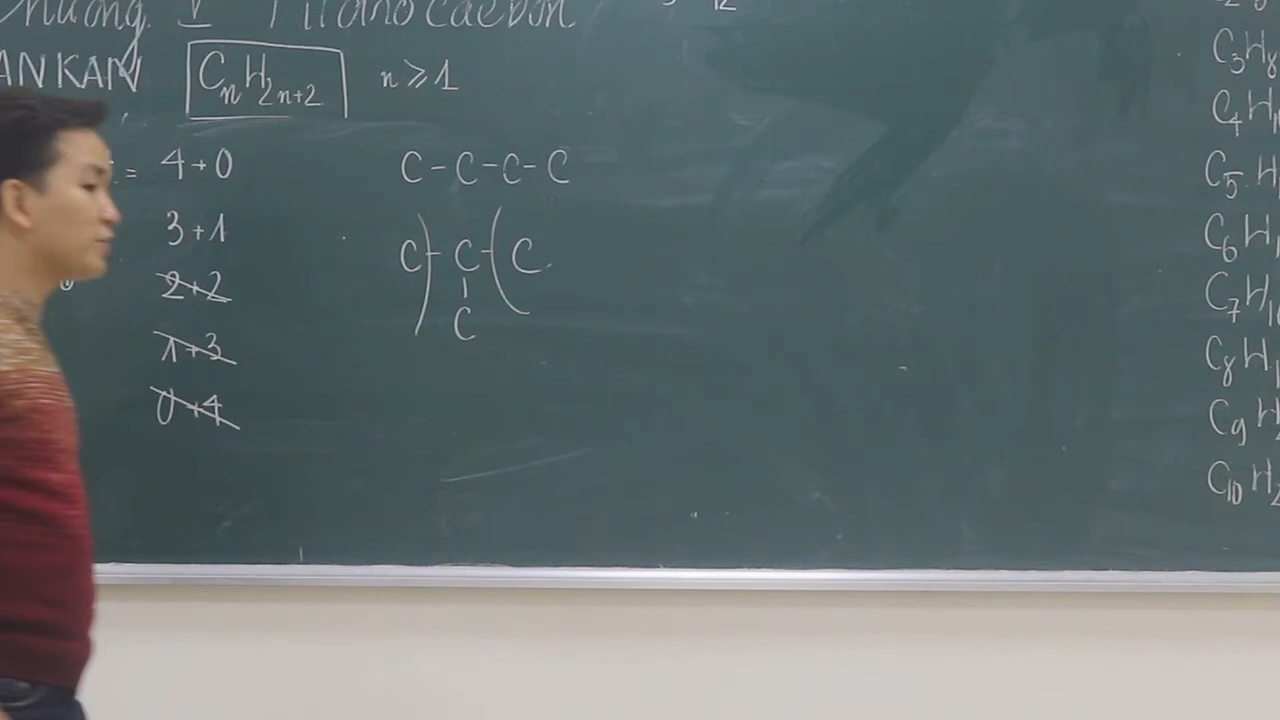 ANKAN CnH2n+2 n ⩾ 1
= 4+0
3+1
2+2
1+3
0+4
C-C-C-C
C-C-C
C
12
C3H8
C4H
C5H
C6H
C7H
C8H
C9H
C10H